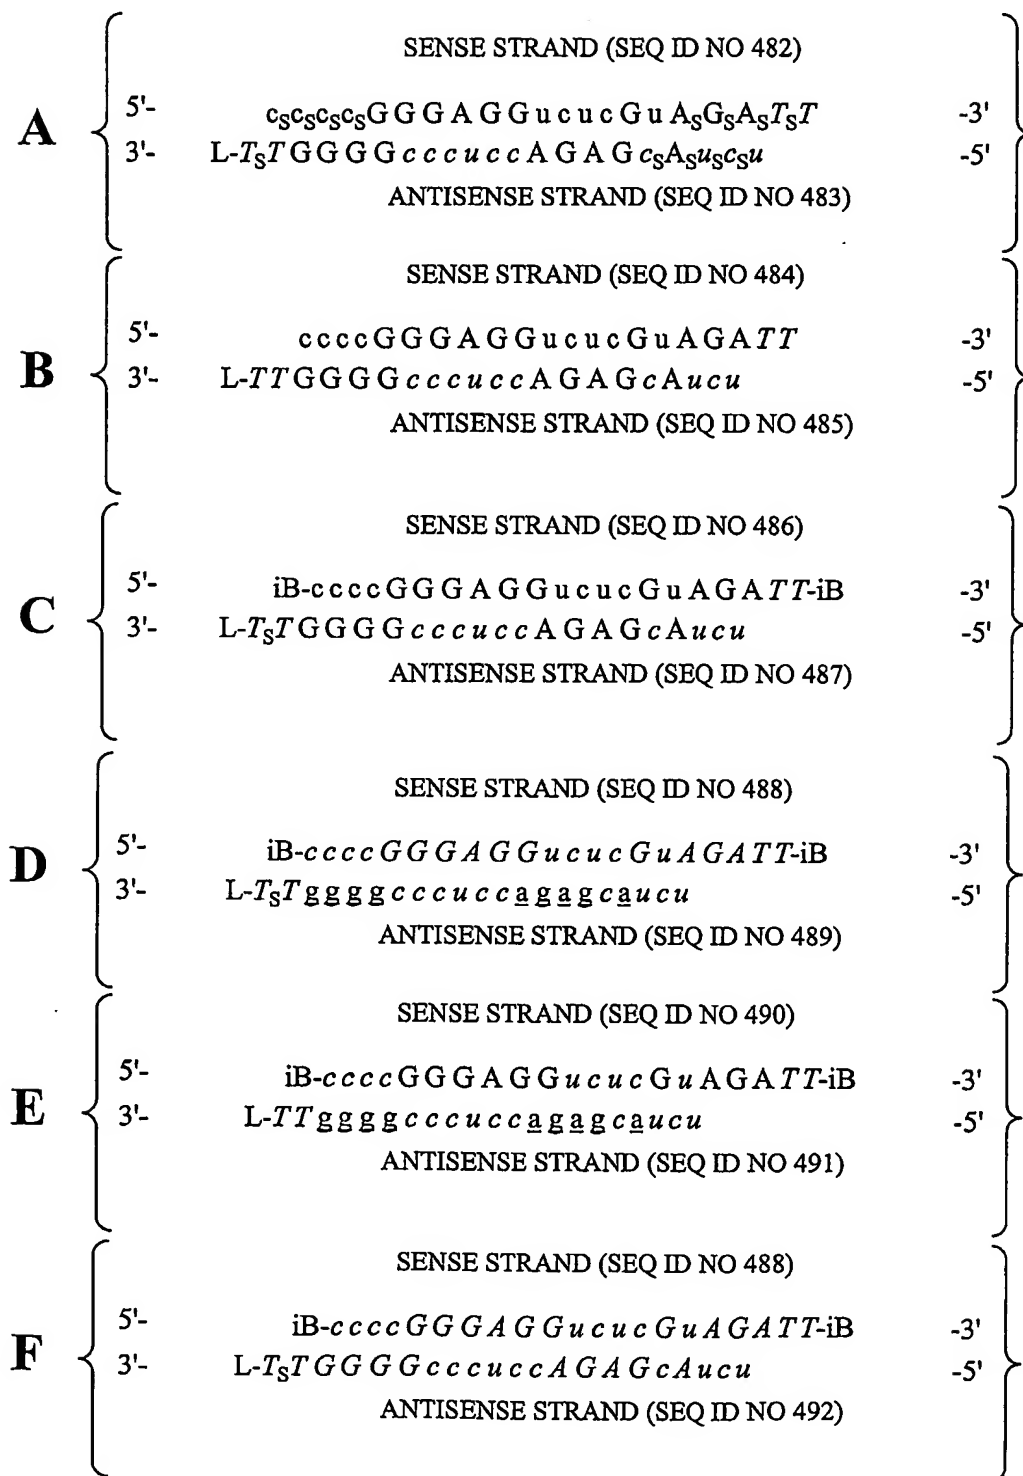 SENSE STRAND (SEQ ID NO 482)
A 5'- cScScScSGGGAGGucucGuASGSASTST -3'
3'- L-TSTGGGGcccuccAGAGcSASuScSu -5'
ANTISENSE STRAND (SEQ ID NO 483)
SENSE STRAND (SEQ ID NO 484)
B 5'- ccccGGGAGGucucGuAGATT -3'
3'- L-TTGGGGcccuccAGAGcAucu -5'
ANTISENSE STRAND (SEQ ID NO 485)
SENSE STRAND (SEQ ID NO 486)
C 5'- iB-ccccGGGAGGucucGuAGATT-iB -3'
3'- L-TSTGGGGcccuccAGAGcAucu -5'
ANTISENSE STRAND (SEQ ID NO 487)
SENSE STRAND (SEQ ID NO 488)
D 5'- iB-ccccGGGAGGucucGuAGATT-iB -3'
3'- L-TSTggggcccuccagagcaucu -5'
ANTISENSE STRAND (SEQ ID NO 489)
SENSE STRAND (SEQ ID NO 490)
E 5'- iB-ccccGGGAGGucucGuAGATT-iB -3'
3'- L-TTggggcccuccagagcaucu -5'
ANTISENSE STRAND (SEQ ID NO 491)
SENSE STRAND (SEQ ID NO 488)
F 5'- iB-ccccGGGAGGucucGuAGATT-iB -3'
3'- L-TSTGGGGcccuccAGAGcAucu -5'
ANTISENSE STRAND (SEQ ID NO 492)